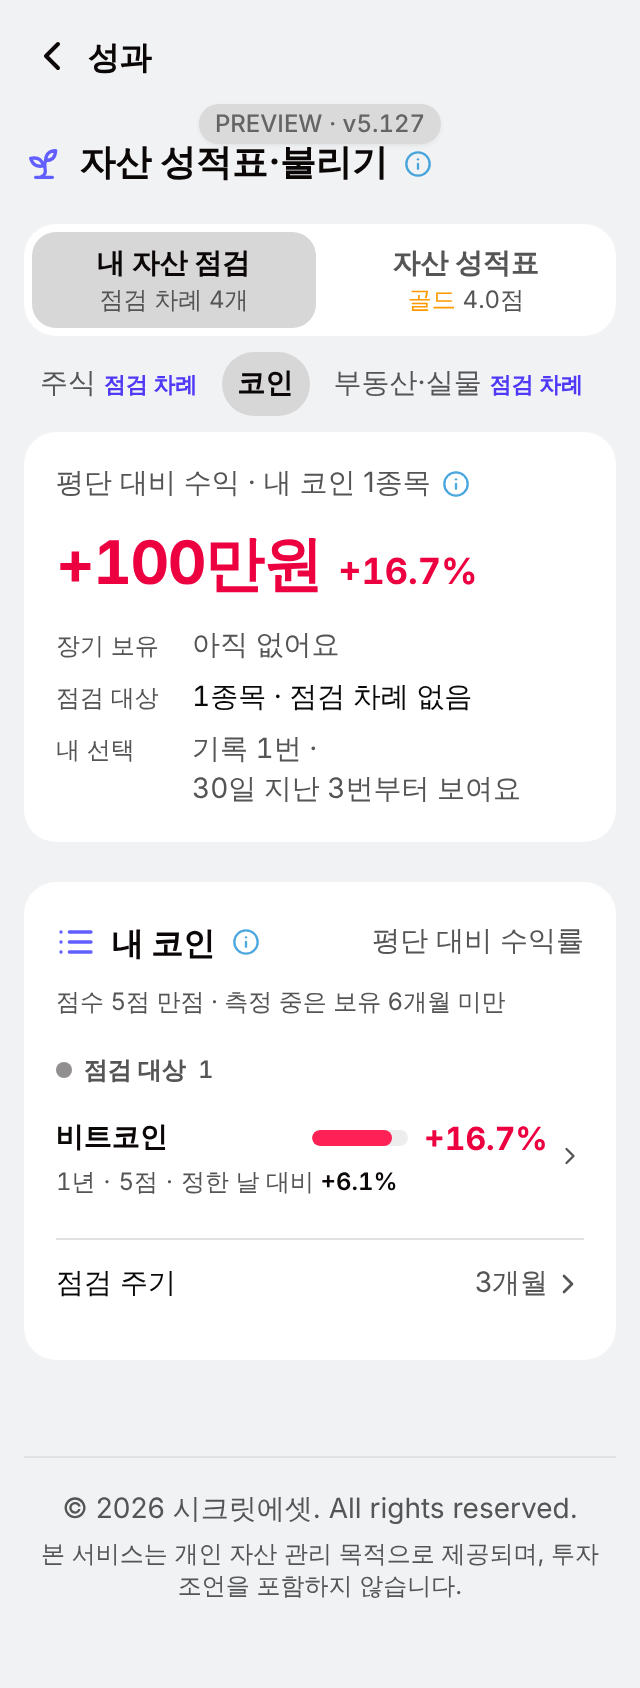 성과
PREVIEW · v5.127
자산 성적표·불리기
내 자산 점검
점검 차례 4개
자산 성적표
골드 4.0점
주식 점검 차례 코인 부동산·실물 점검 차례
평단 대비 수익 · 내 코인 1종목
+100만원 +16.7%
장기 보유 아직 없어요
점검 대상 1종목 · 점검 차례 없음
내 선택 기록 1번 ·
30일 지난 3번부터 보여요
내 코인 평단 대비 수익률
점수 5점 만점 · 측정 중은 보유 6개월 미만
점검 대상 1
비트코인 +16.7%
1년 · 5점 · 정한 날 대비 +6.1%
점검 주기 3개월
© 2026 시크릿에셋. All rights reserved.
본 서비스는 개인 자산 관리 목적으로 제공되며, 투자
조언을 포함하지 않습니다.